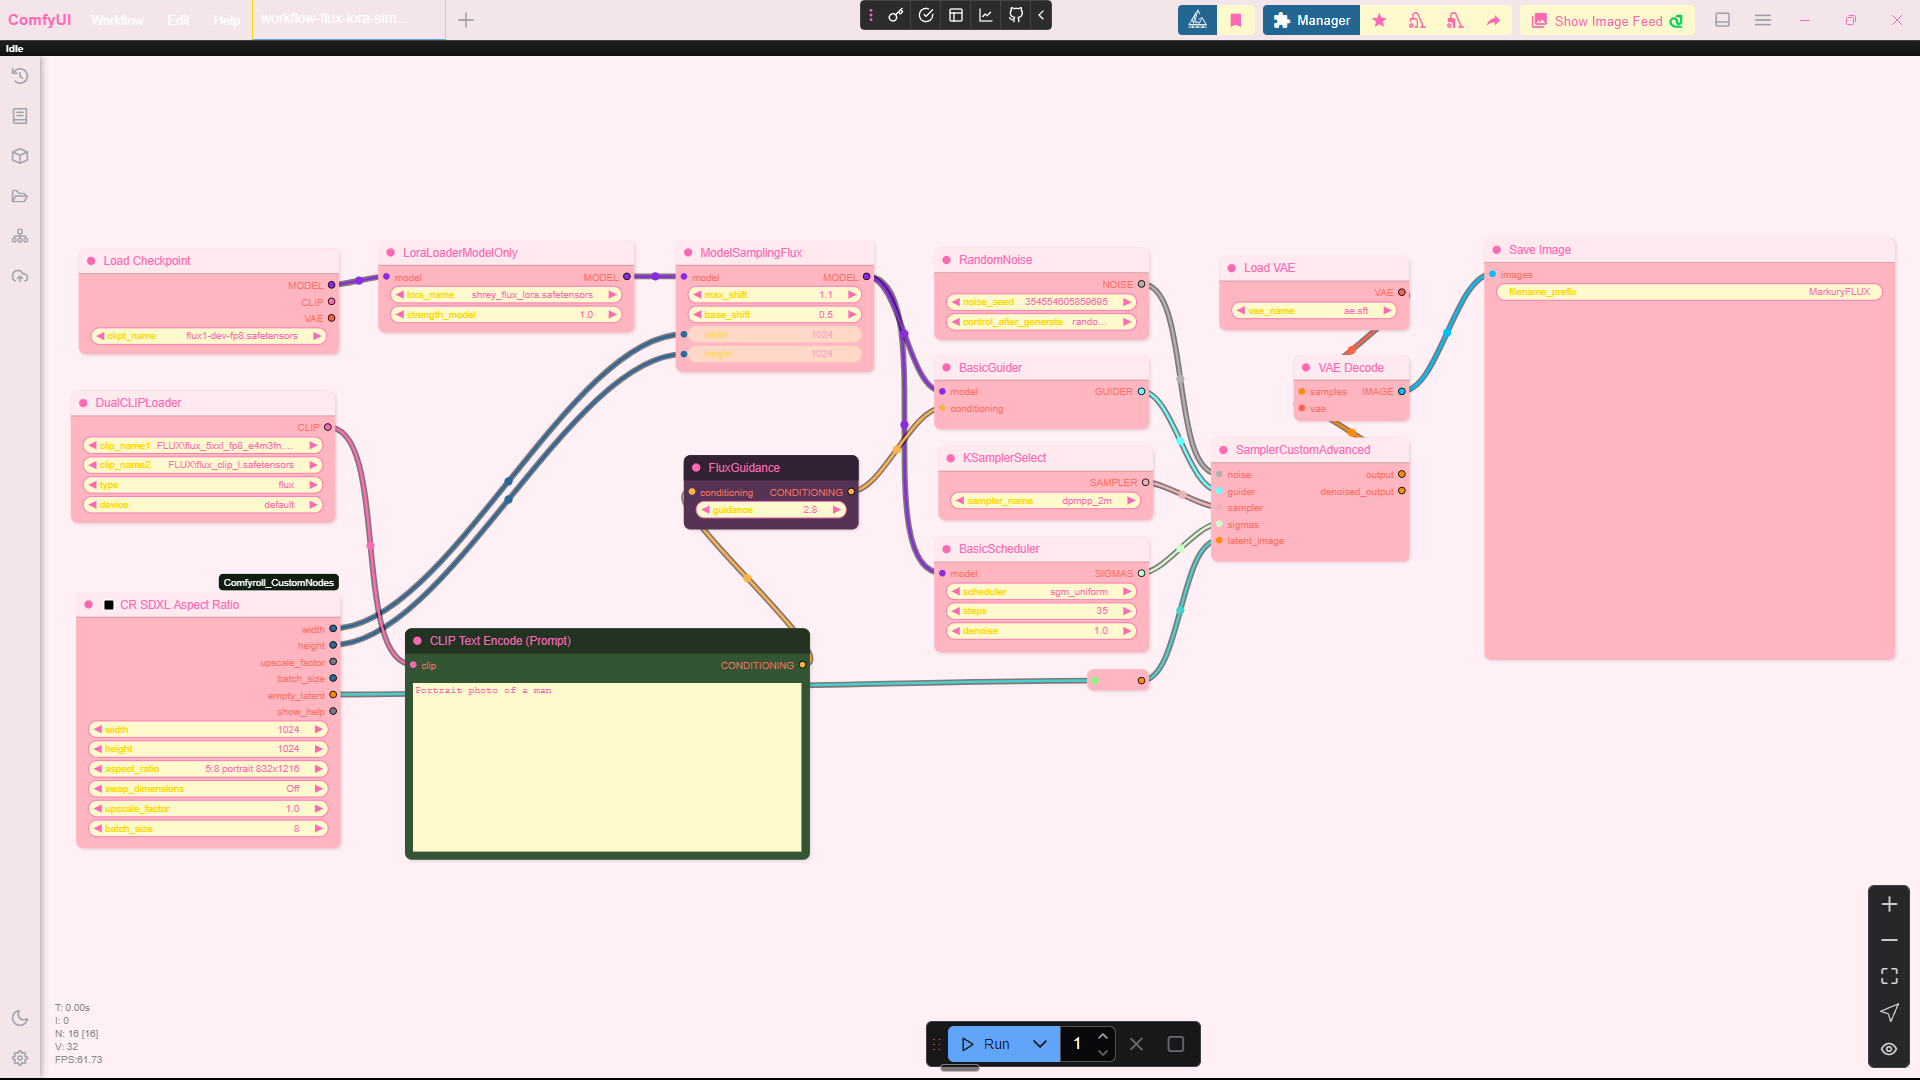 ComfyUI
Workflow
Edit
Help
workflow-flux-lora-sim...
Manager
Show Image Feed
Idle
Load Checkpoint
MODEL
CLIP
VAE
ckpt_name flux1-dev-fp8.safetensors
LoraLoaderModelOnly
model MODEL
lora_name shrey_flux_lora.safetensors
strength_model 1.0
ModelSamplingFlux
model MODEL
max_shift 1.1
base_shift 0.5
width 1024
height 1024
RandomNoise
NOISE
noise_seed 354554605859695
control_after_generate rando...
Load VAE
VAE
vae_name ae.sft
Save Image
images
filename_prefix MarkuryFLUX
DualCLIPLoader
CLIP
clip_name1 FLUX\flux_5xxl_fp8_e4m3fn....
clip_name2 FLUX\flux_clip_l.safetensors
type flux
device default
BasicGuider
model GUIDER
conditioning
VAE Decode
samples IMAGE
vae
FluxGuidance
conditioning CONDITIONING
guidance 2.8
KSamplerSelect
SAMPLER
sampler_name dpmpp_2m
SamplerCustomAdvanced
noise output
guider denoised_output
sampler
sigmas
latent_image
BasicScheduler
model SIGMAS
scheduler sgm_uniform
steps 35
denoise 1.0
Comfyroll_CustomNodes
CR SDXL Aspect Ratio
width
height
upscale_factor
batch_size
empty_latent
show_help
width 1024
height 1024
aspect_ratio 5:8 portrait 832x1216
swap_dimensions Off
upscale_factor 1.0
batch_size 8
CLIP Text Encode (Prompt)
clip CONDITIONING
Portrait photo of a man
T: 0.00s
I: 0
N: 16 [16]
V: 32
FPS:61.73
Run
1